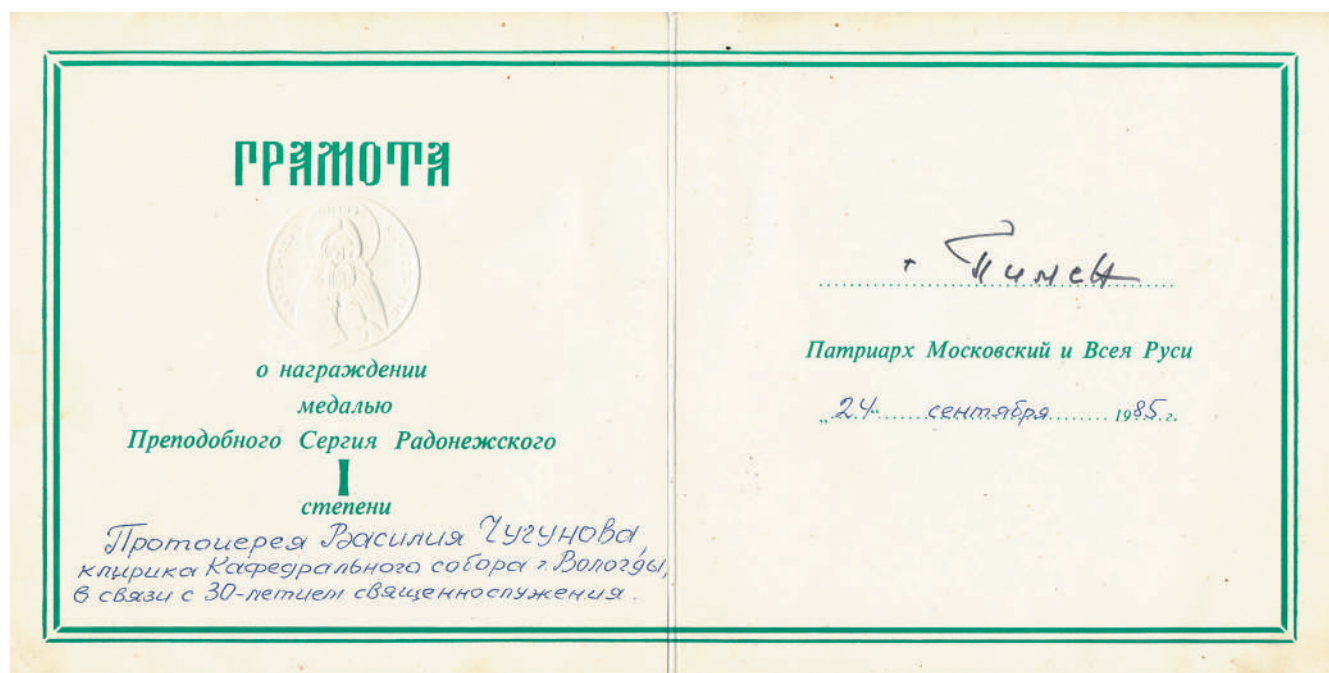 ГРАМОТА
о награждении
медалью
Преподобного Сергия Радонежского
I
степени
Протоиерея Василия Чугунова,
клирика Кафедрального собора г. Вологды,
в связи с 30-летием священнослужения.
+ Пимен
Патриарх Московский и Всея Руси
„24“ сентября 1985 г.